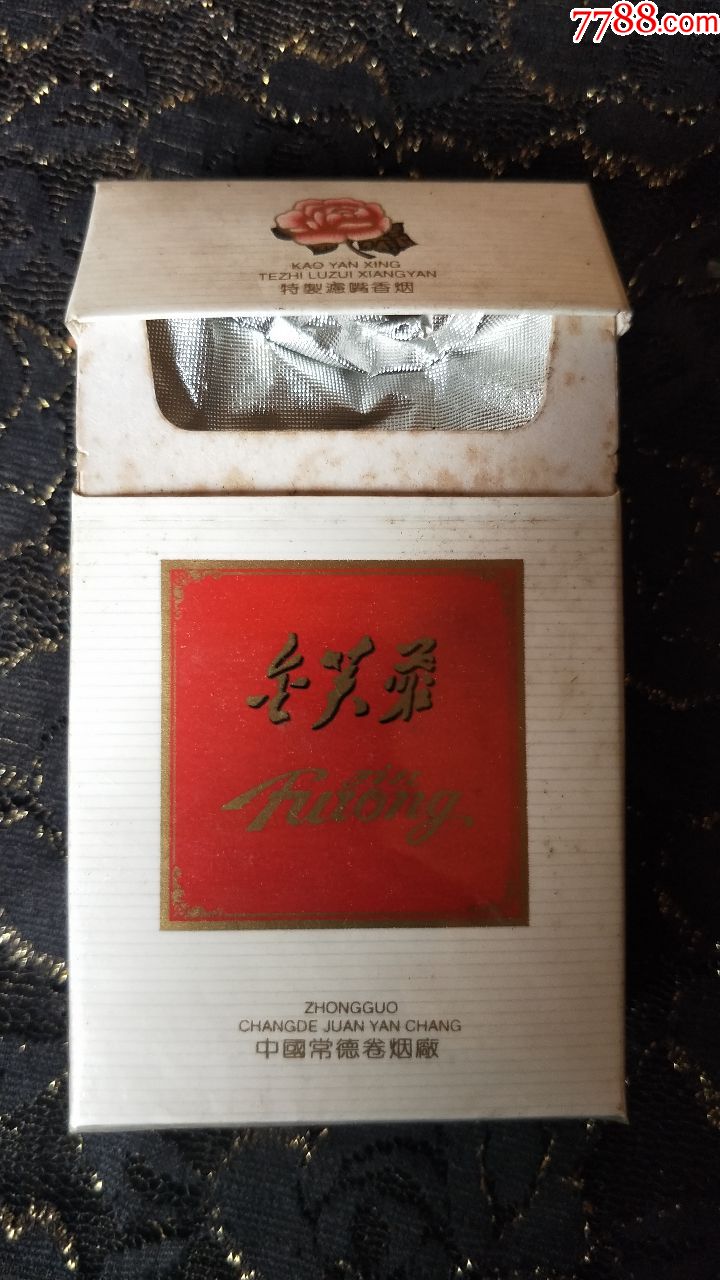 7788.com
KAO YAN XING
TEZHI LUZUI XIANGYAN
特製濾嘴香烟
金芙蓉
Furong
ZHONGGUO
CHANGDE JUAN YAN CHANG
中國常德卷烟廠